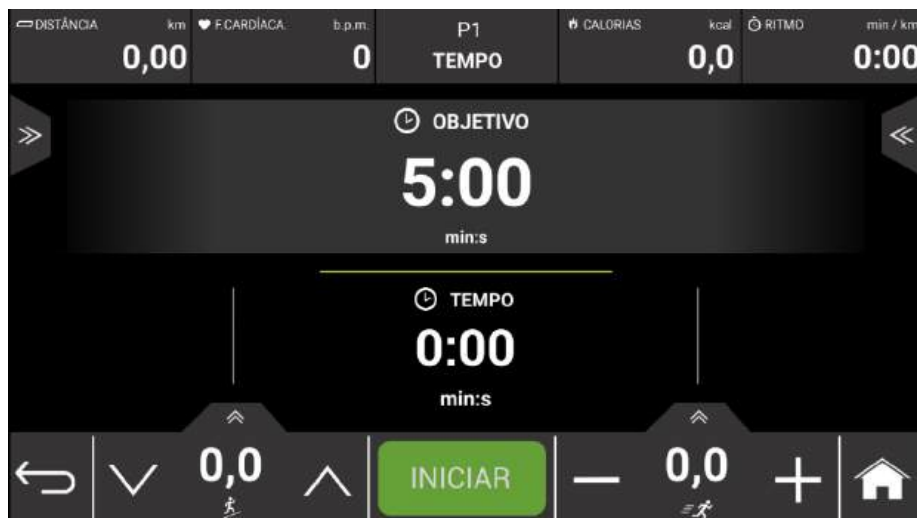 DISTÂNCIA km
0,00
F.CARDÍACA. b.p.m.
0
P1
TEMPO
CALORIAS kcal
0,0
RITMO min / km
0:00
OBJETIVO
5:00
min:s
TEMPO
0:00
min:s
0,0
INICIAR
0,0